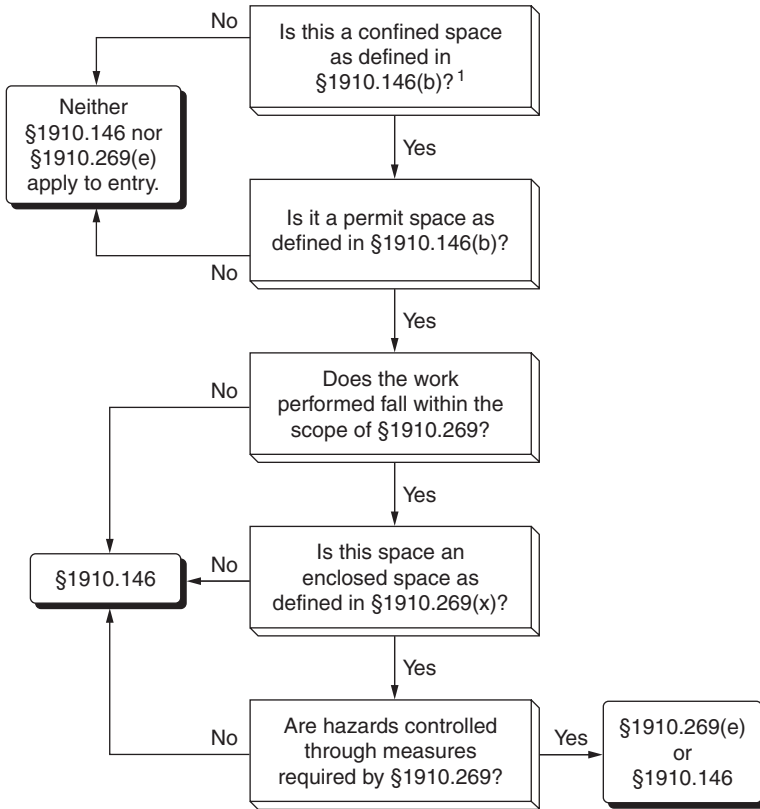 No
Is this a confined space
as defined in
§1910.146(b)?1
Neither
§1910.146 nor
§1910.269(e)
apply to entry.
Yes
Is it a permit space as
defined in §1910.146(b)?
No
Yes
Does the work
performed fall within the
scope of §1910.269?
No
Yes
Is this space an
enclosed space as
defined in §1910.269(x)?
No
§1910.146
Yes
Are hazards controlled
through measures
required by §1910.269?
No
Yes
§1910.269(e)
or
§1910.146